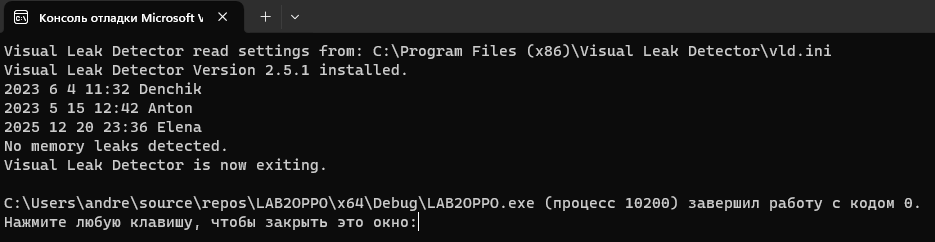 Консоль отладки Microsoft V
Visual Leak Detector read settings from: C:\Program Files (x86)\Visual Leak Detector\vld.ini
Visual Leak Detector Version 2.5.1 installed.
2023 6 4 11:32 Denchik
2023 5 15 12:42 Anton
2025 12 20 23:36 Elena
No memory leaks detected.
Visual Leak Detector is now exiting.
C:\Users\andre\source\repos\LAB2OPPO\x64\Debug\LAB2OPPO.exe (процесс 10200) завершил работу с кодом 0.
Нажмите любую клавишу, чтобы закрыть это окно: